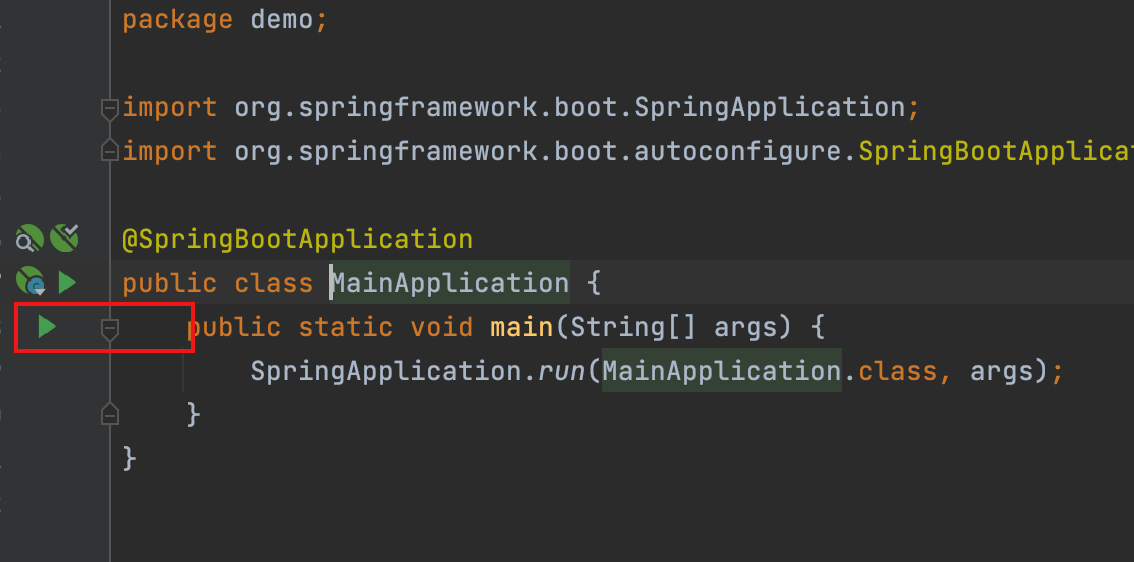 package demo;
import org.springframework.boot.SpringApplication;
import org.springframework.boot.autoconfigure.SpringBootApplicat
@SpringBootApplication
public class MainApplication {
public static void main(String[] args) {
SpringApplication.run(MainApplication.class, args);
}
}